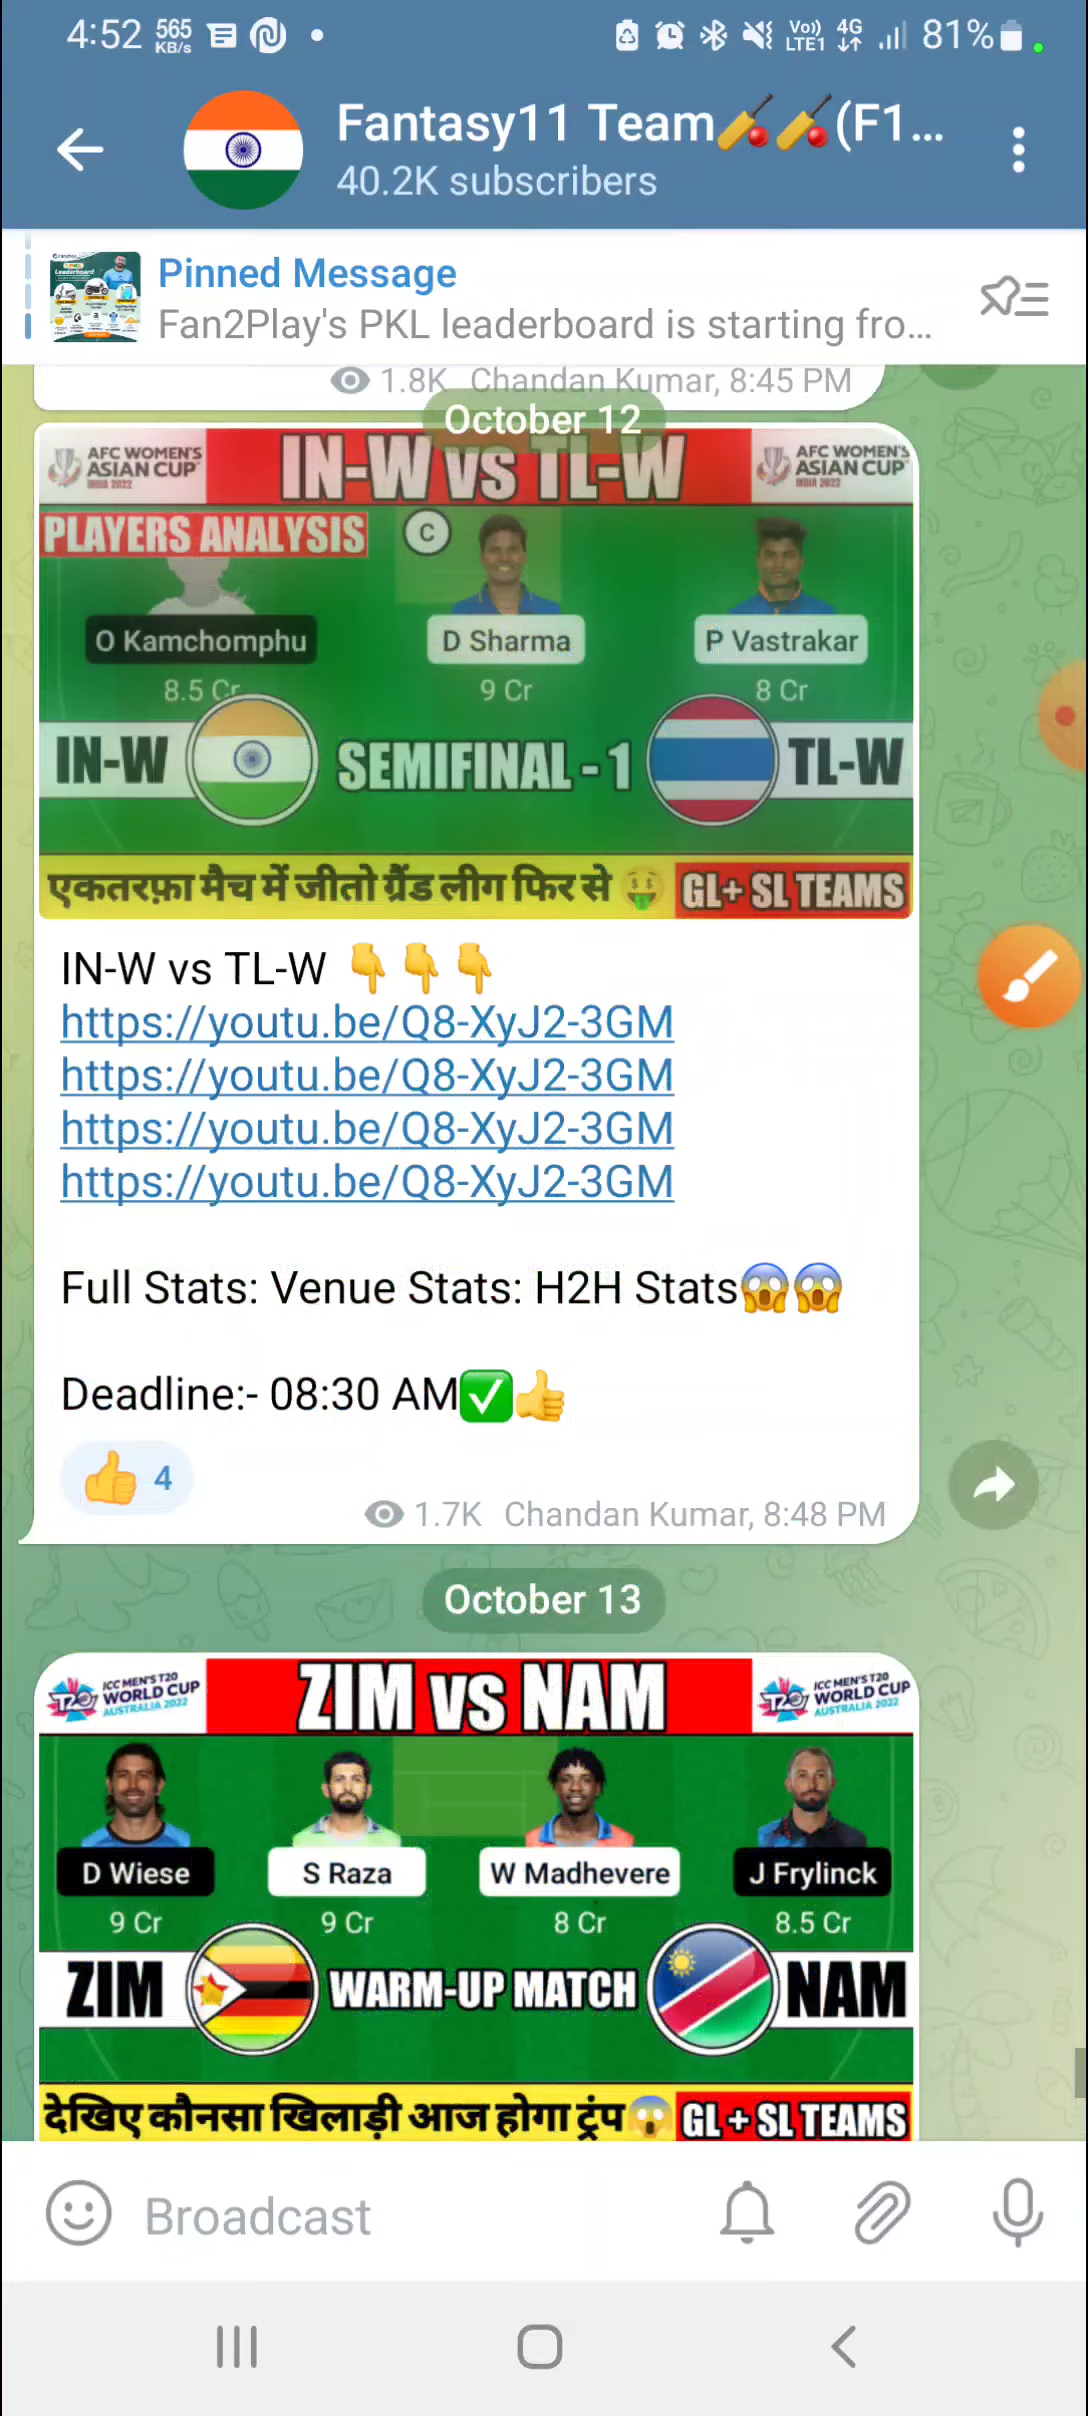 4:52 565 KB/s Vo)) LTE1 4G 81%
Fantasy11 Team🏏🏏(F1...
40.2K subscribers
Pinned Message
Fan2Play's PKL leaderboard is starting fro...
1.8K Chandan Kumar, 8:45 PM
October 12
AFC WOMEN'S ASIAN CUP INDIA 2022
IN-W vs TL-W
AFC WOMEN'S ASIAN CUP INDIA 2022
PLAYERS ANALYSIS
C
O Kamchomphu D Sharma P Vastrakar
8.5 Cr 9 Cr 8 Cr
IN-W SEMIFINAL - 1 TL-W
एकतरफ़ा मैच में जीतो ग्रैंड लीग फिर से 🤑 GL+ SL TEAMS
IN-W vs TL-W 👇👇👇
https://youtu.be/Q8-XyJ2-3GM
https://youtu.be/Q8-XyJ2-3GM
https://youtu.be/Q8-XyJ2-3GM
https://youtu.be/Q8-XyJ2-3GM
Full Stats: Venue Stats: H2H Stats😱😱
Deadline:- 08:30 AM✅👍
👍 4
1.7K Chandan Kumar, 8:48 PM
October 13
ICC MEN'S T20 WORLD CUP AUSTRALIA 2022
ZIM vs NAM
ICC MEN'S T20 WORLD CUP AUSTRALIA 2022
D Wiese S Raza W Madhevere J Frylinck
9 Cr 9 Cr 8 Cr 8.5 Cr
ZIM WARM-UP MATCH NAM
देखिए कौनसा खिलाड़ी आज होगा ट्रंप😱 GL + SL TEAMS
Broadcast